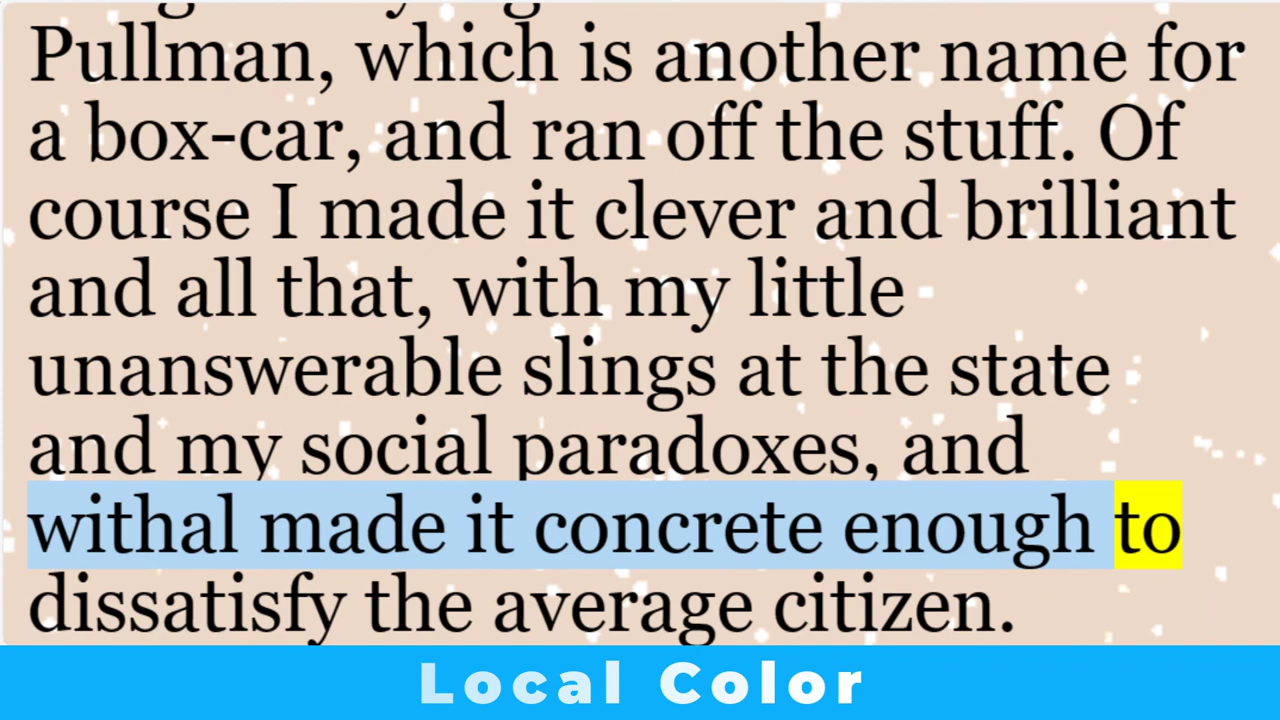 Pullman, which is another name for
a box-car, and ran off the stuff. Of
course I made it clever and brilliant
and all that, with my little
unanswerable slings at the state
and my social paradoxes, and
withal made it concrete enough to
dissatisfy the average citizen.
Local Color